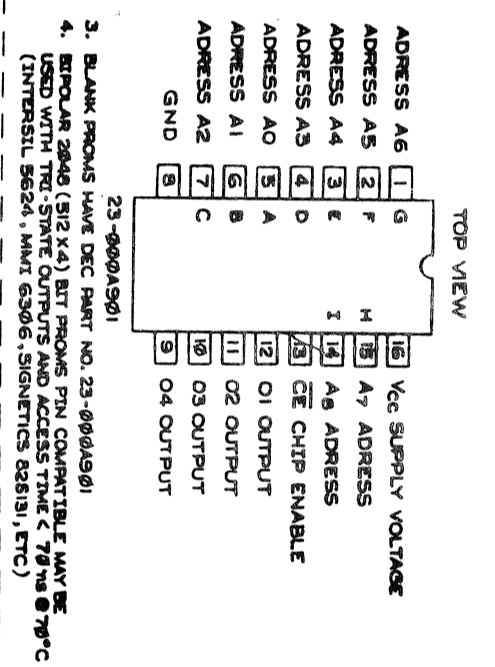 TOP VIEW
ADRESS A6 1 G 16 Vcc SUPPLY VOLTAGE
ADRESS A5 2 F H 15 A7 ADRESS
ADRESS A4 3 E I 14 A8 ADRESS
ADRESS A3 4 D 13 CE CHIP ENABLE
ADRESS A0 5 A 12 O1 OUTPUT
ADRESS A1 6 B 11 O2 OUTPUT
ADRESS A2 7 C 10 O3 OUTPUT
GND 8 9 O4 OUTPUT
23-000A901
3. BLANK PROMS HAVE DEC PART NO. 23-000A901
4. BIPOLAR 2048 (512 X 4) BIT PROMS PIN COMPATIBLE MAY BE
USED WITH TRI-STATE OUTPUTS AND ACCESS TIME < 70 ns @ 70°C
(INTERSIL 5624, MMI 6306, SIGNETICS 82S131, ETC)